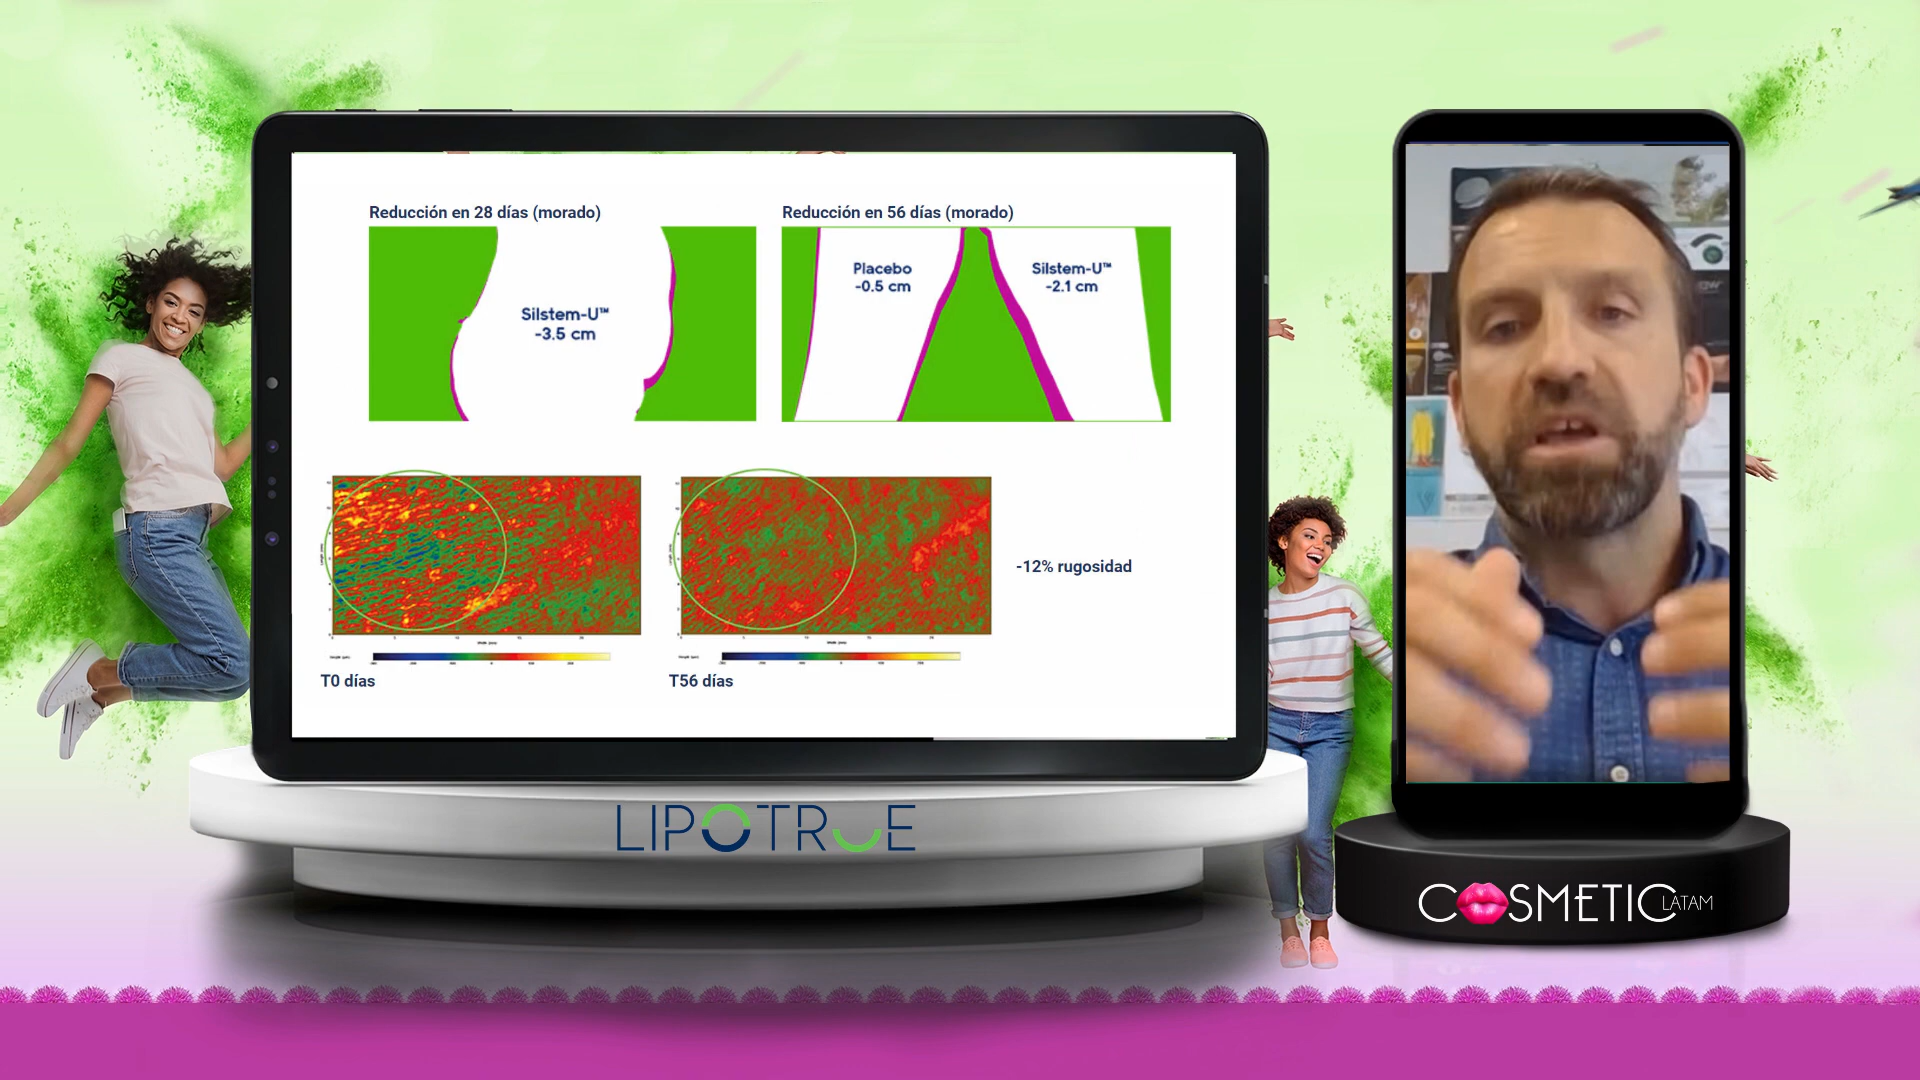 Reducción en 28 días (morado)
Silstem-U™
-3.5 cm
Reducción en 56 días (morado)
Placebo
-0.5 cm
Silstem-U™
-2.1 cm
-12% rugosidad
T0 días
T56 días
LIPOTRUE
COSMETIC LATAM